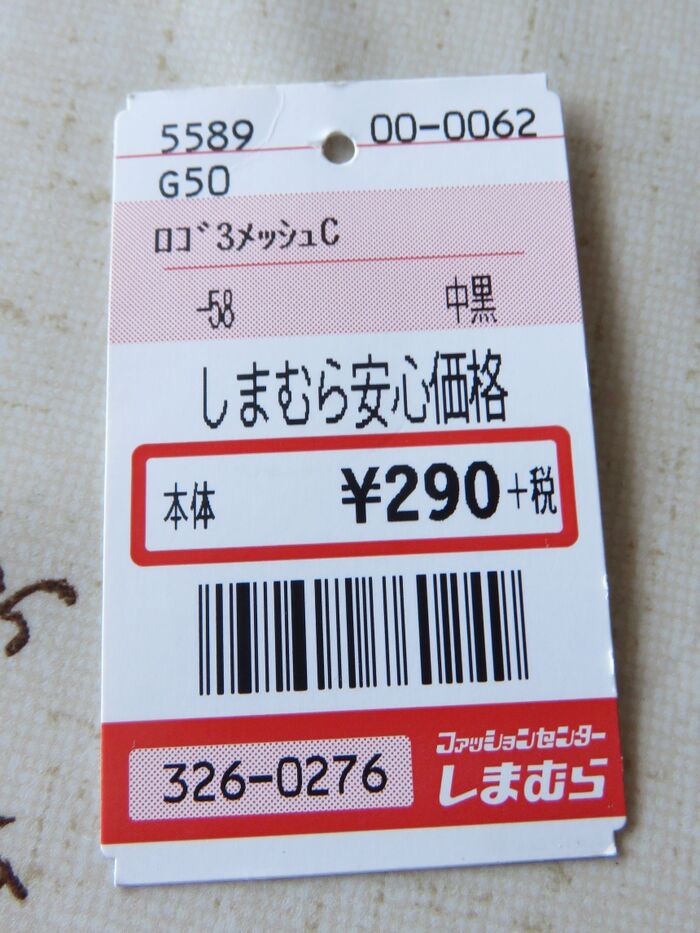 5589 00-0062
G50
ﾛｺﾞ3ﾒｯｼｭC
-58 中黒
しまむら安心価格
本体 ¥290+税
326-0276
ファッションセンター
しまむら